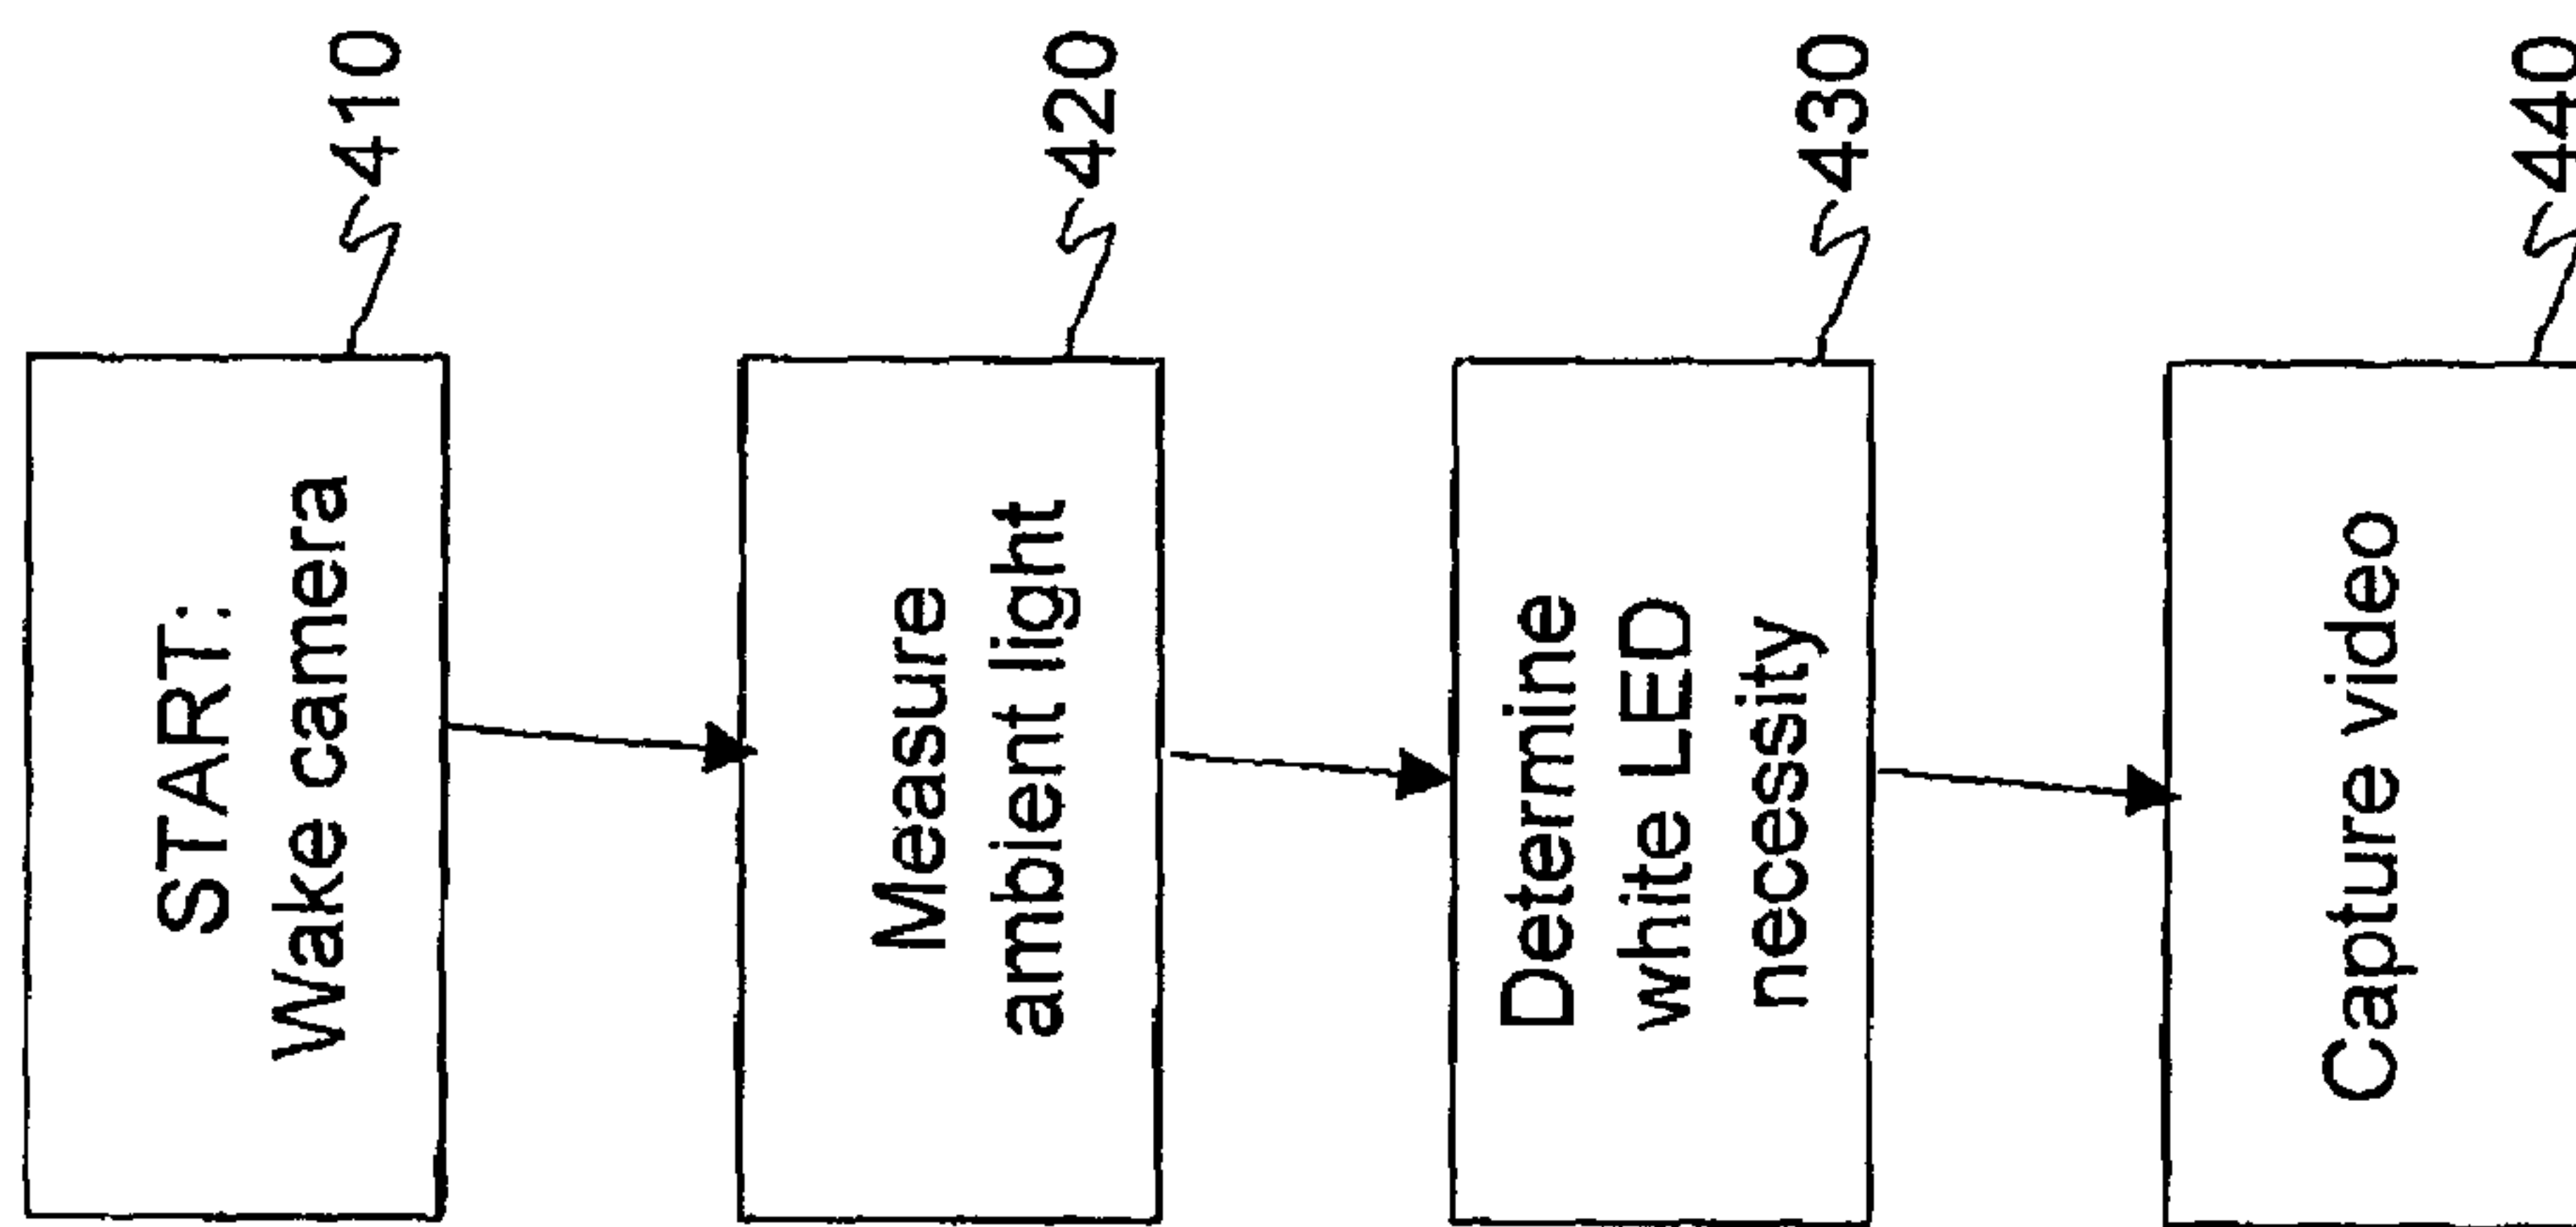 START:
Wake camera
410
Measure
ambient light
420
Determine
white LED
necessity
430
Capture video
440